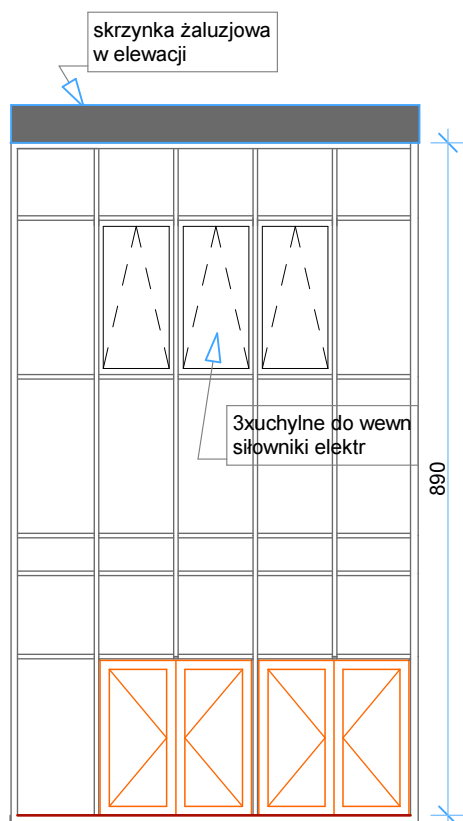 skrzynka żaluzjowa
w elewacji
3xuchylne do wewn
siłowniki elektr
890